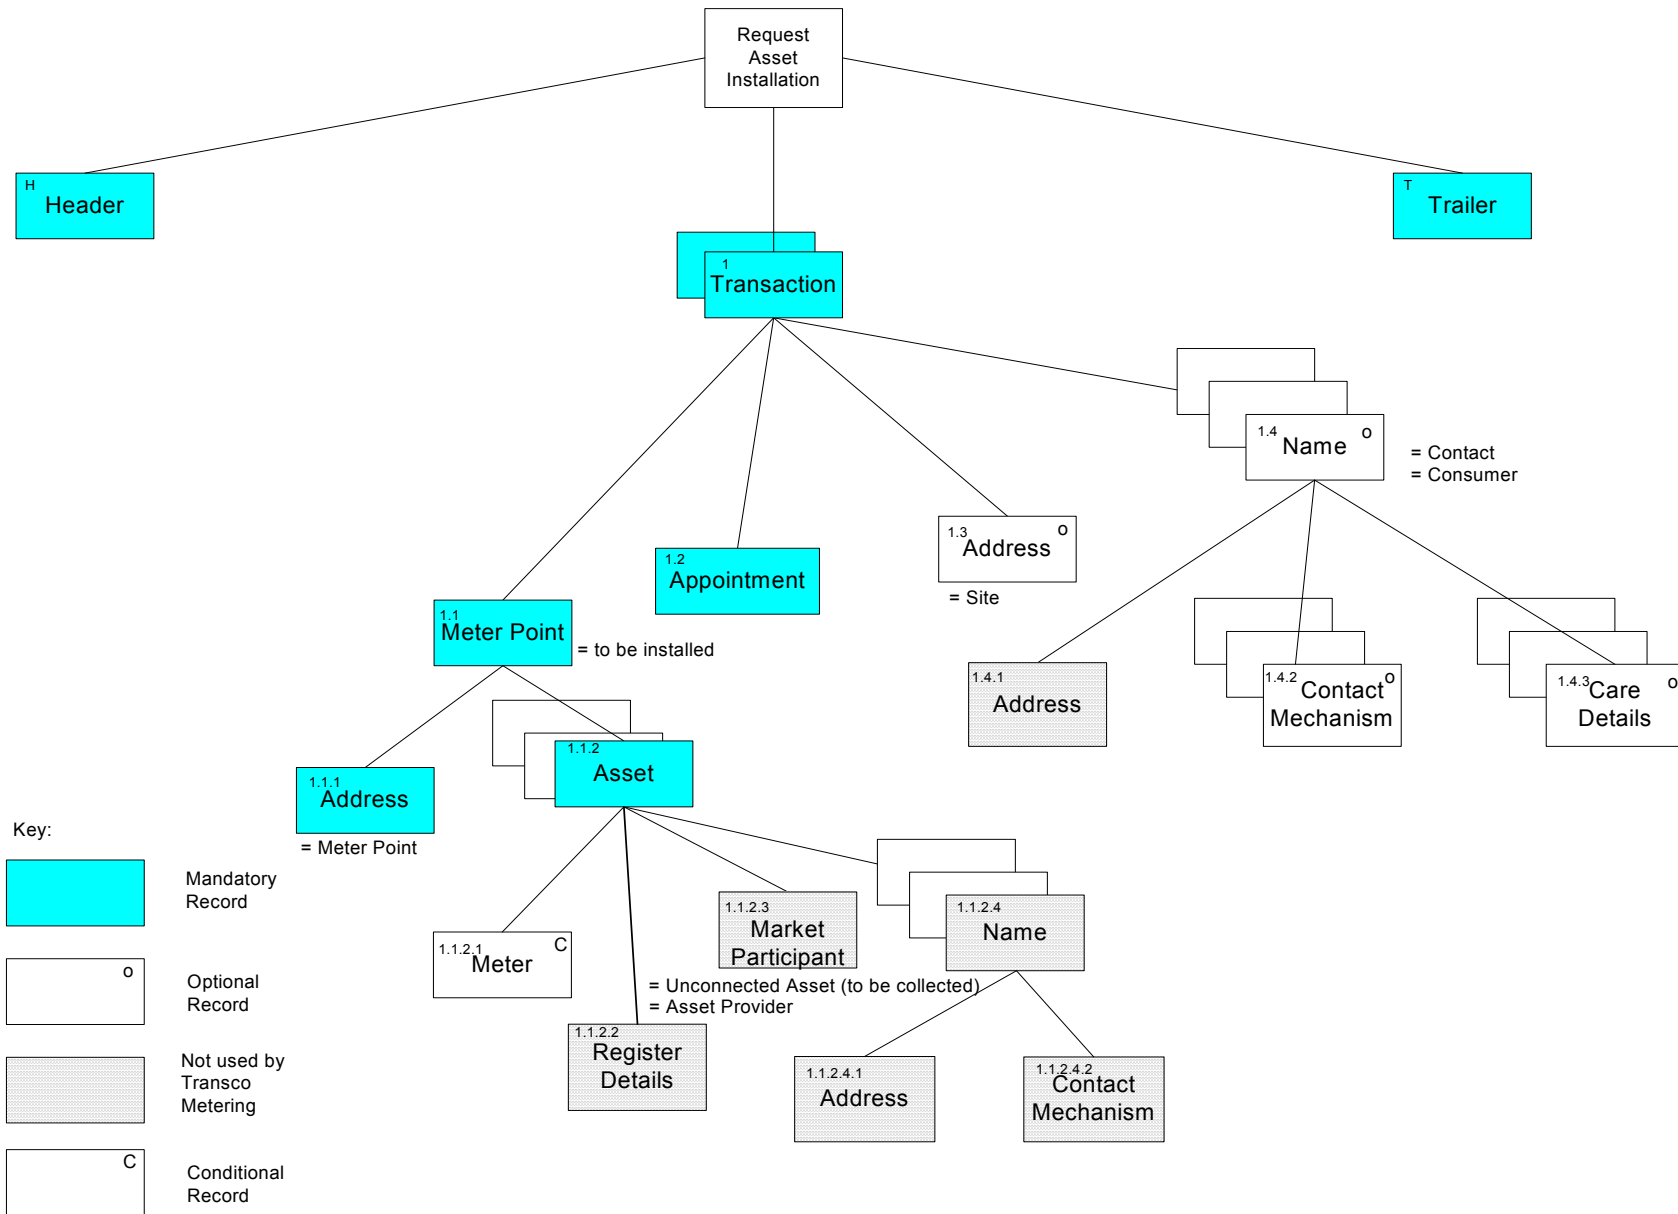 Request
Asset
Installation
H
Header
T
Trailer
1
Transaction
1.4
Name
o
= Contact
= Consumer
1.3
Address
o
= Site
1.2
Appointment
1.1
Meter Point
= to be installed
1.4.1
Address
1.4.2
Contact
o
Mechanism
1.4.3
Care
o
Details
1.1.2
Asset
1.1.1
Address
= Meter Point
Key:
Mandatory
Record
o
Optional
Record
Not used by
Transco
Metering
C
Conditional
Record
1.1.2.1
Meter
C
1.1.2.3
Market
Participant
= Unconnected Asset (to be collected)
= Asset Provider
1.1.2.4
Name
1.1.2.2
Register
Details
1.1.2.4.1
Address
1.1.2.4.2
Contact
Mechanism